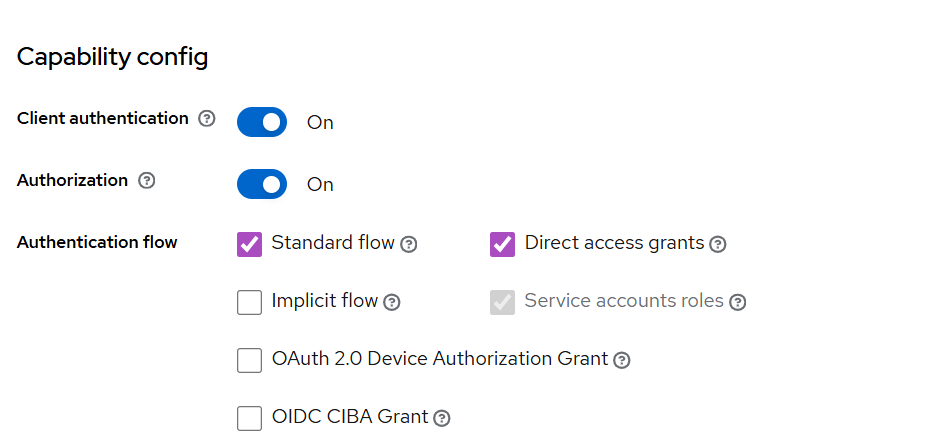 Capability config
Client authentication On
Authorization On
Authentication flow Standard flow Direct access grants
Implicit flow Service accounts roles
OAuth 2.0 Device Authorization Grant
OIDC CIBA Grant